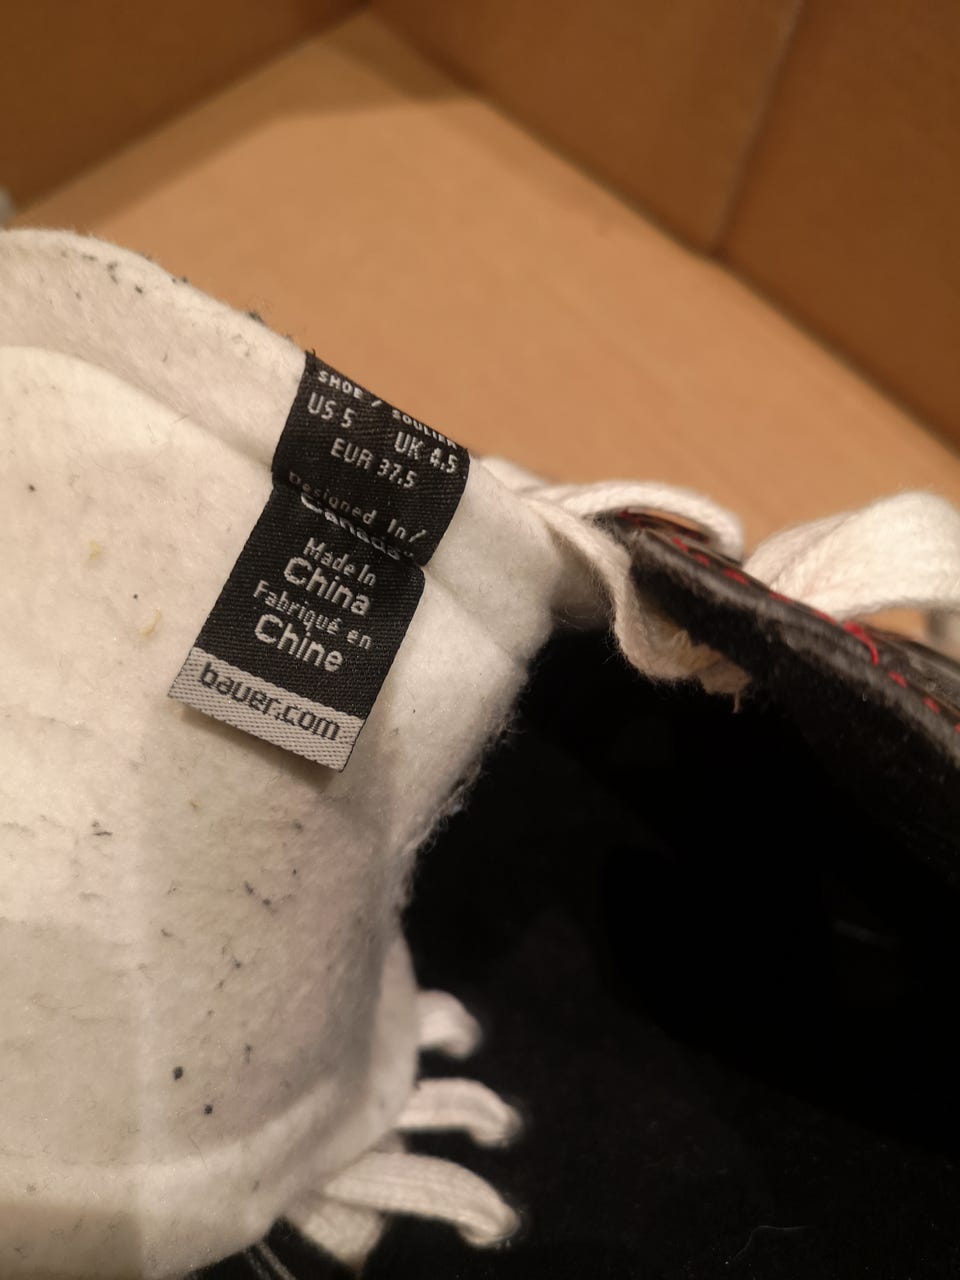 SHOE / SOULIER
US 5 UK 4.5
EUR 37.5
Designed In/
Canada
Made In
China
Fabriqué en
Chine
bauer.com